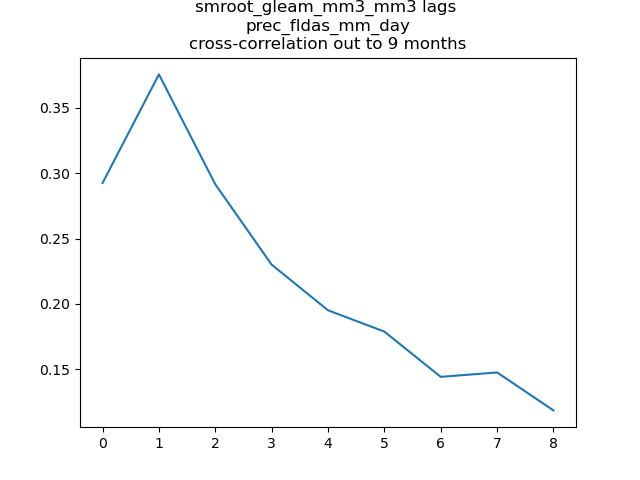 smroot_gleam_mm3_mm3 lags
prec_fldas_mm_day
cross-correlation out to 9 months
0.35
0.30
0.25
0.20
0.15
0 1 2 3 4 5 6 7 8